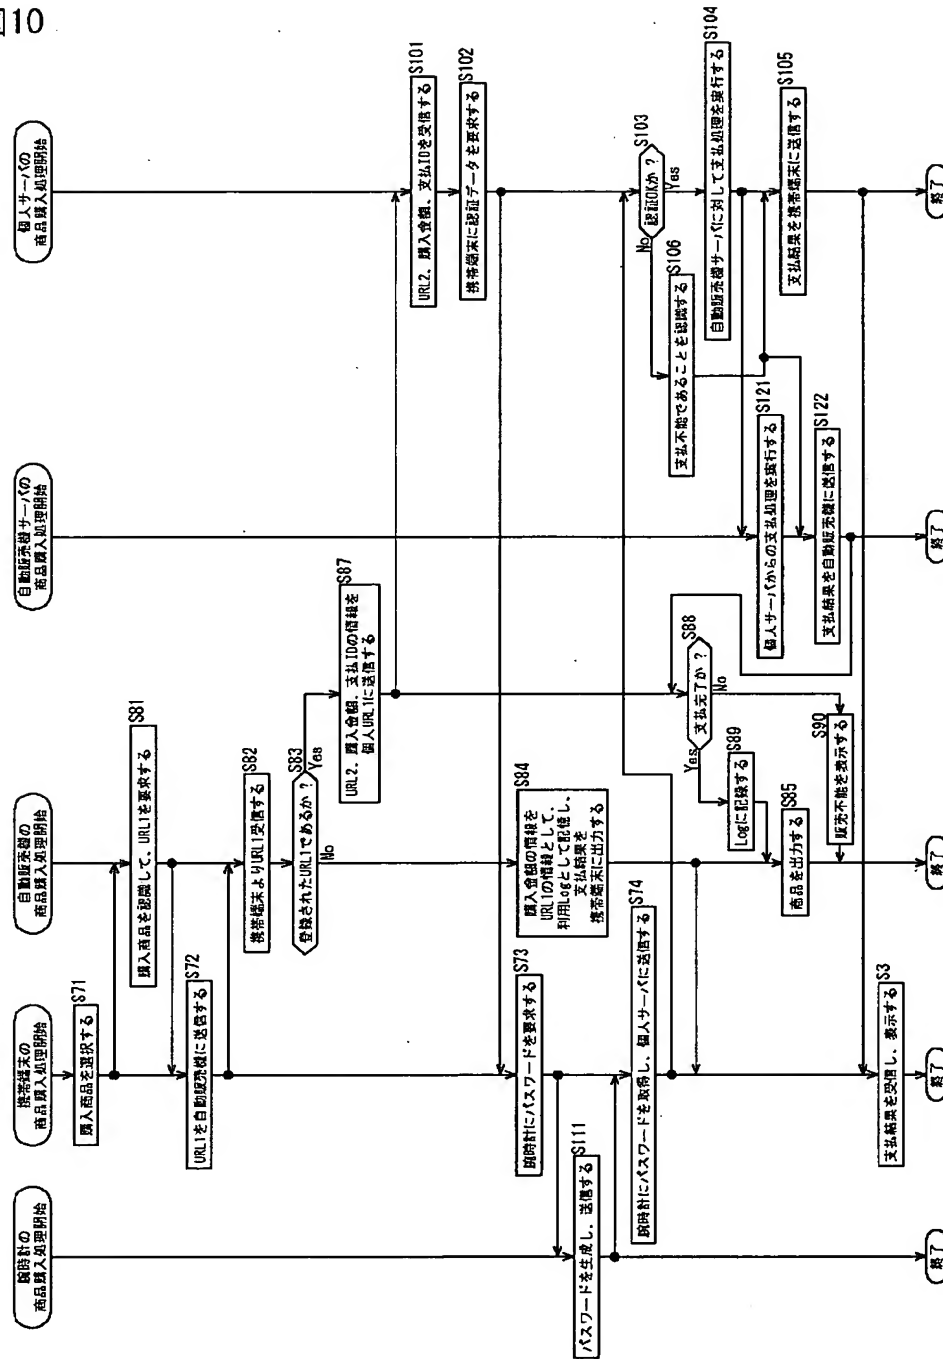 図10
腕時計の
商品購入処理開始
携帯端末の
商品購入処理開始
自動販売機の
商品購入処理開始
自動販売機サーバの
商品購入処理開始
個人サーバの
商品購入処理開始
S71
購入商品を選択する
S81
購入商品を認識して、URL1を要求する
S72
URL1を自動販売機に送信する
S82
携帯端末よりURL1受信する
S83
登録されたURL1であるか?
Yes
No
S87
URL2、購入金額、支払IDの情報を
個人URL1に送信する
S101
URL2、購入金額、支払IDを受信する
S102
携帯端末に認証データを要求する
S73
腕時計にパスワードを要求する
S84
購入金額の情報を
URL1の情報として、
利用Logとして記憶し、
支払結果を
携帯端末に出力する
S111
パスワードを生成し、送信する
S74
腕時計にパスワードを取得し、個人サーバに送信する
S103
認証OKか?
No
Yes
S106
支払不能であることを認識する
S104
自動販売機サーバに対して支払処理を実行する
S88
支払完了か?
Yes
No
S89
Logに記録する
S121
個人サーバからの支払処理を実行する
S105
支払結果を携帯端末に送信する
S85
商品を出力する
S90
販売不能を表示する
S122
支払結果を自動販売機に送信する
S3
支払結果を受信し、表示する
終了
終了
終了
終了
終了